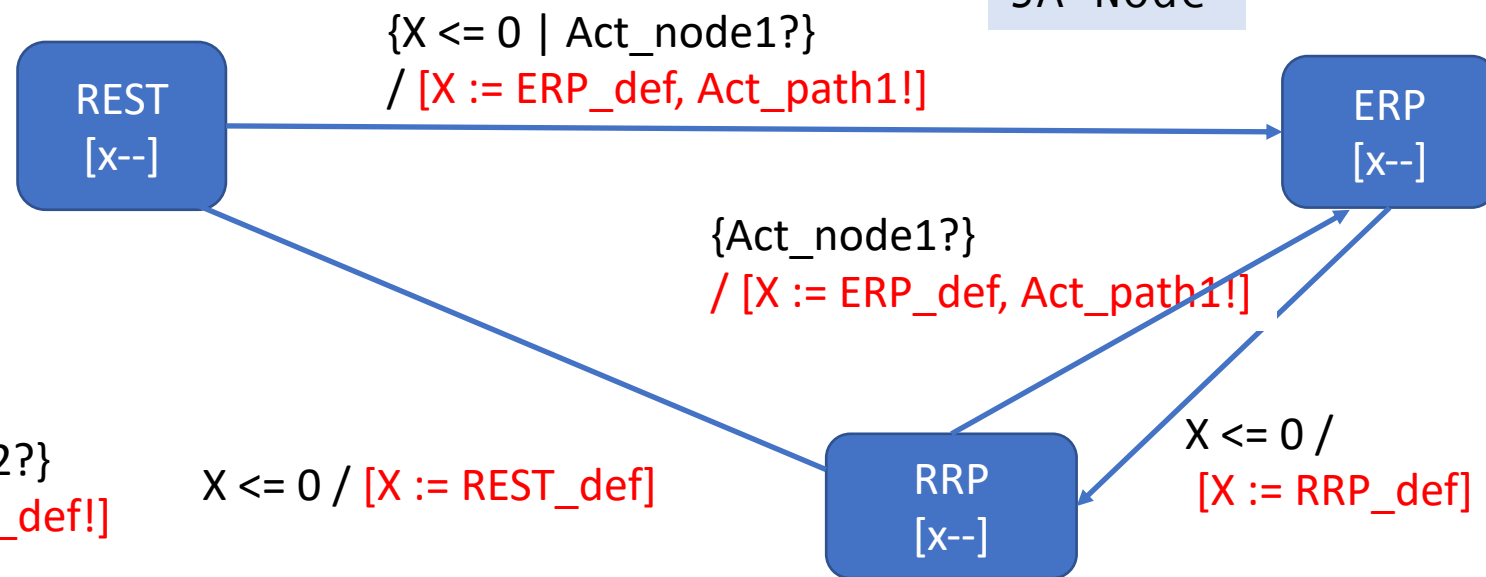 SA Node
{X <= 0 | Act_node1?}
/ [X := ERP_def, Act_path1!]
REST
[x--]
ERP
[x--]
{Act_node1?}
/ [X := ERP_def, Act_path1!]
2?}
_def!]
X <= 0 / [X := REST_def]
RRP
[x--]
X <= 0 /
[X := RRP_def]